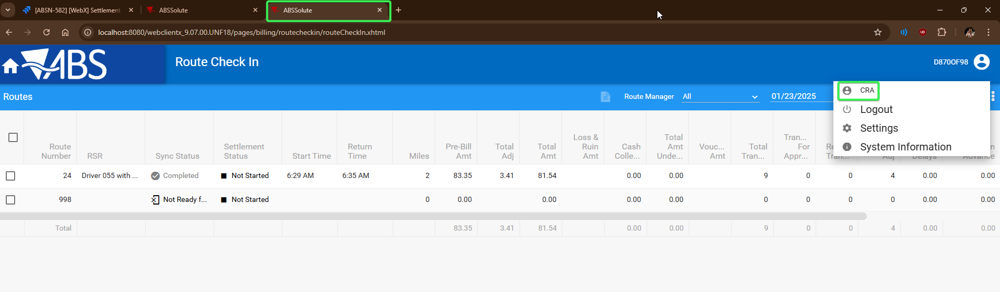 [ABSN-582] [WebX] Settlement
ABSSolute
ABSSolute
localhost:8080/webclientx_9.07.00.UNF18/pages/billing/routecheckin/routeCheckIn.xhtml
ABS
Route Check In
D870OF98
Routes
Route Manager All 01/23/2025
CRA
Logout
Settings
System Information
Route Number
RSR
Sync Status
Settlement Status
Start Time
Return Time
Miles
Pre-Bill Amt
Total Adj
Total Amt
Loss & Ruin Amt
Cash Colle...
Total Amt Unde...
Vouc... Amt
Total Tran...
Tran... For Appr...
24 Driver 055 with ... Completed Not Started 6:29 AM 6:35 AM 2 83.35 3.41 81.54 0.00 0.00 9 0 0 4 0.00 0.00
998 Not Ready f... Not Started 0 0.00 0.00 0.00 0.00 0 0 0 0 0.00 0.00
Total 83.35 3.41 81.54 0.00 0.00 9 0 0 4 0.00 0.00